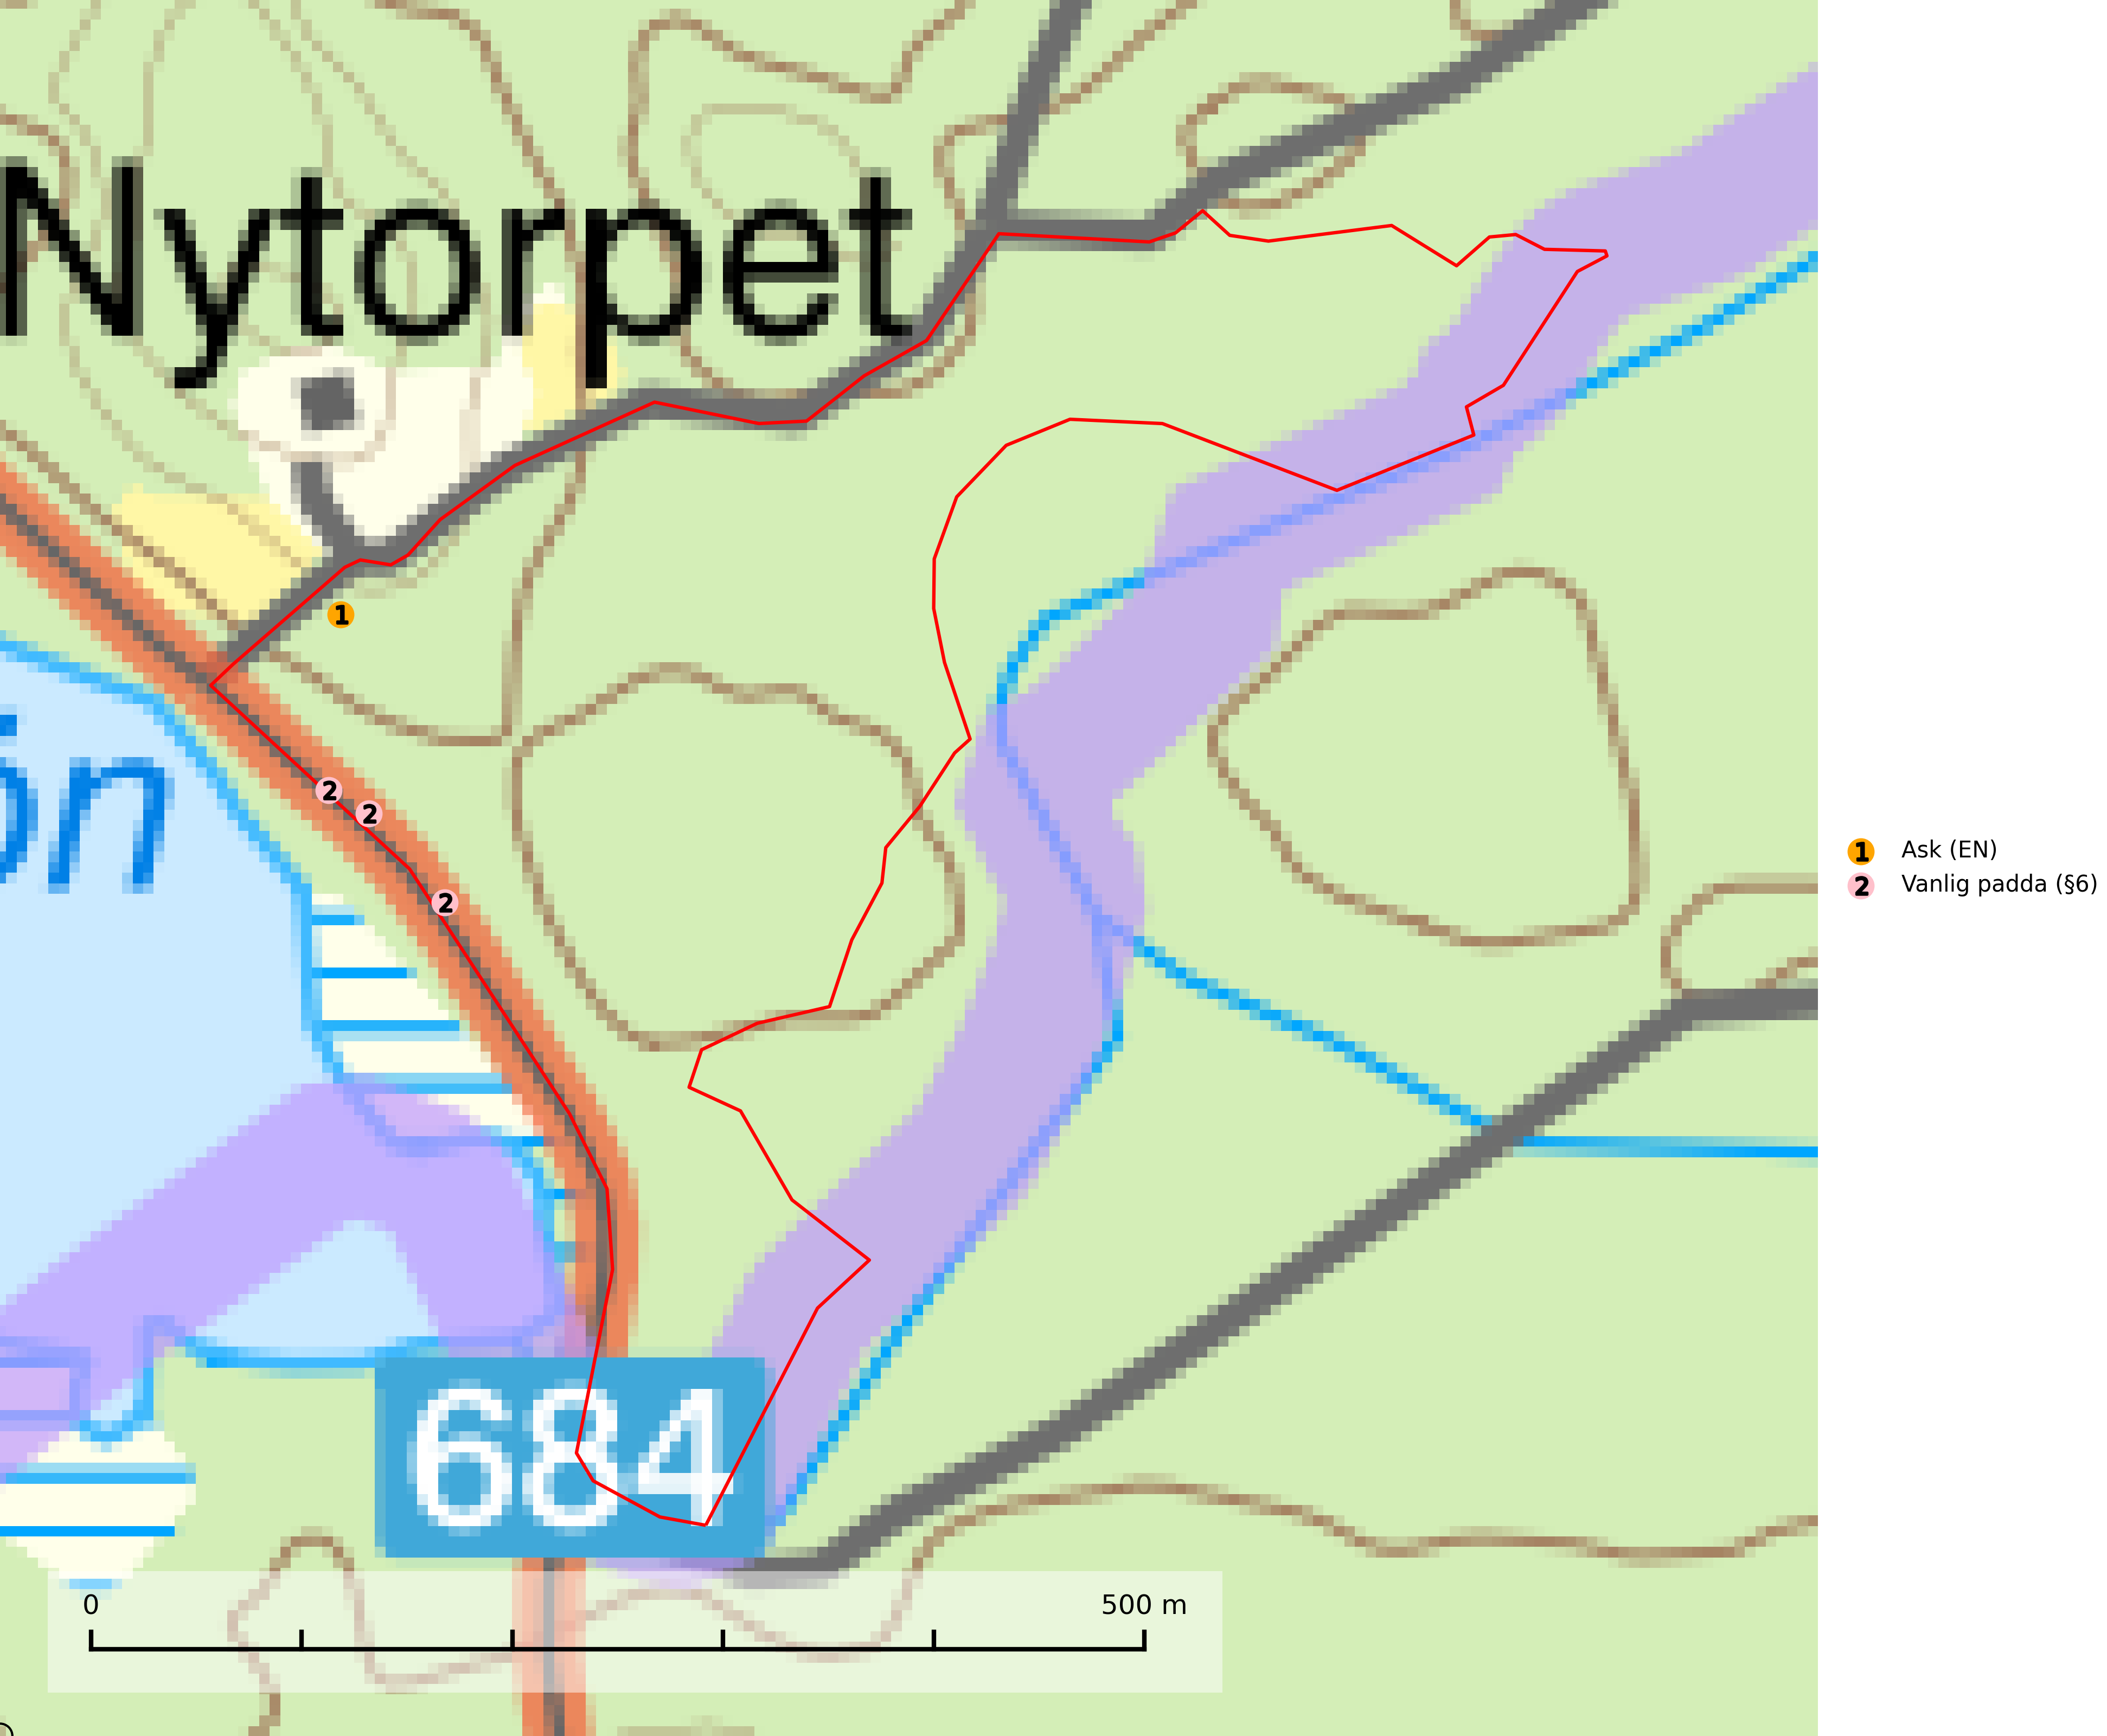 Nytorpet
1
2
2
2
ön
1 Ask (EN)
2 Vanlig padda (§6)
684
0 500 m